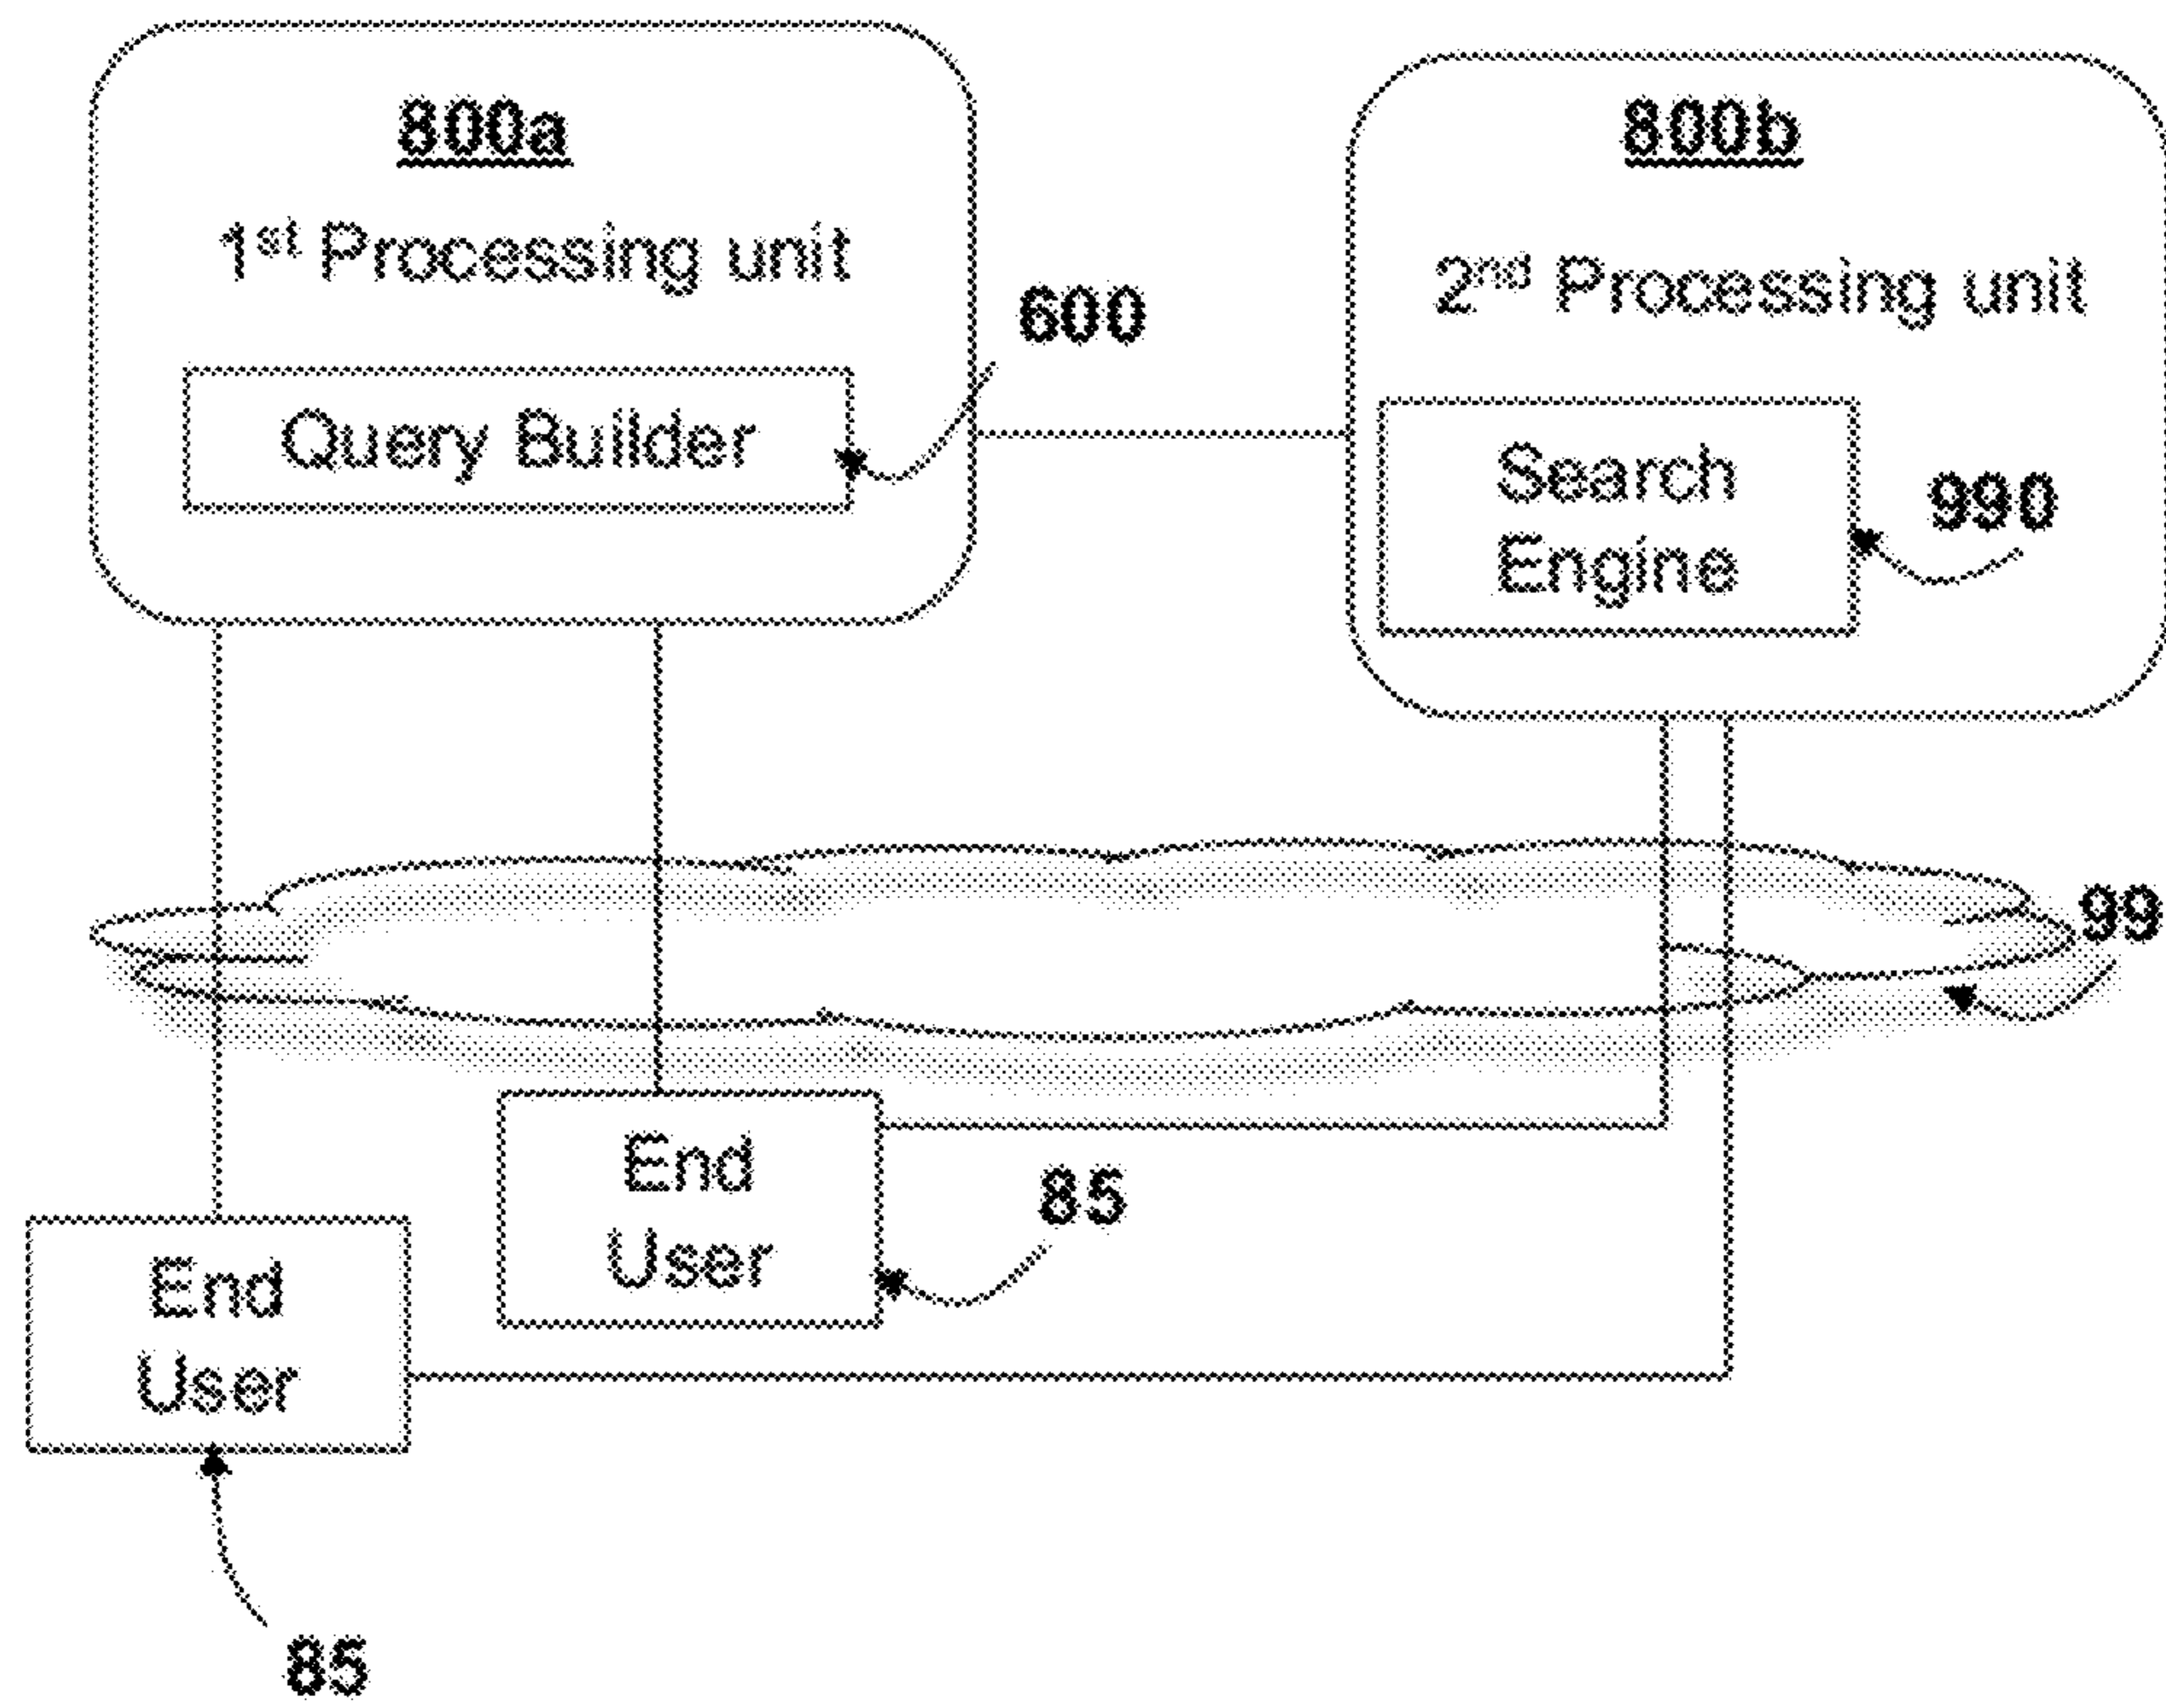 800a
1st Processing unit
Query Builder
600
800b
2nd Processing unit
Search
Engine
990
99
End
User
85
End
User
85